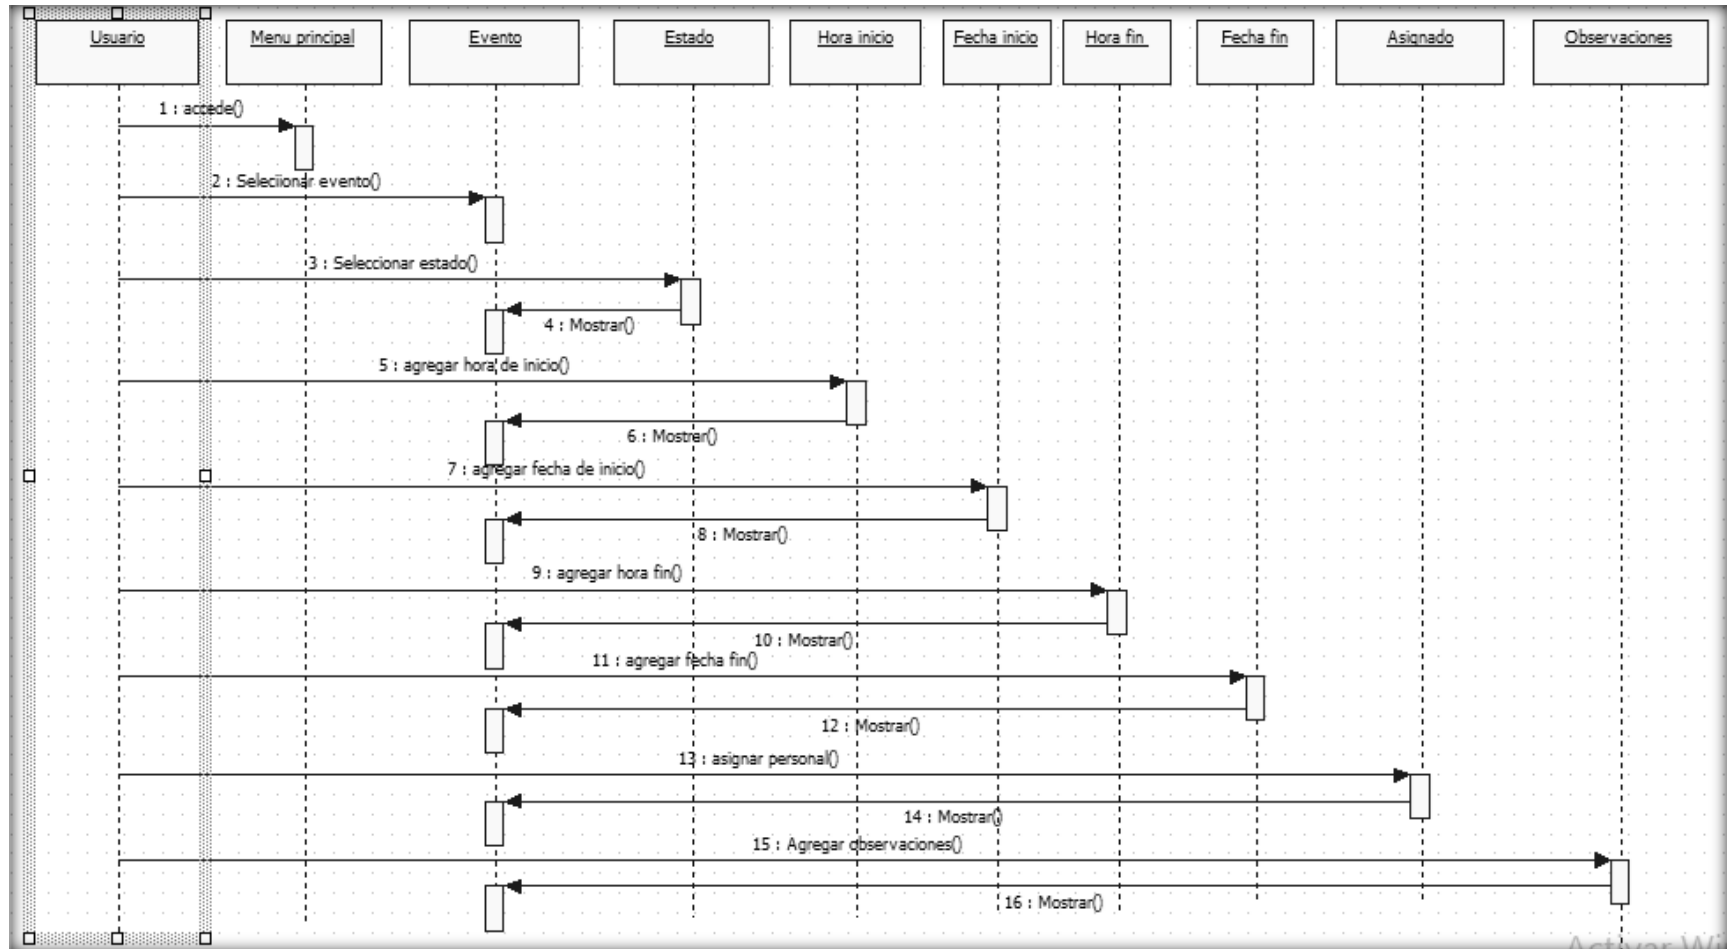 Usuario
Menu principal
Evento
Estado
Hora inicio
Fecha inicio
Hora fin
Fecha fin
Asignado
Observaciones
1 : accede()
2 : Seleciionar evento()
3 : Seleccionar estado()
4 : Mostrar()
5 : agregar hora de inicio()
6 : Mostrar()
7 : agregar fecha de inicio()
8 : Mostrar()
9 : agregar hora fin()
10 : Mostrar()
11 : agregar fecha fin()
12 : Mostrar()
13 : asignar personal()
14 : Mostrar()
15 : Agregar observaciones()
16 : Mostrar()
Activar Wi